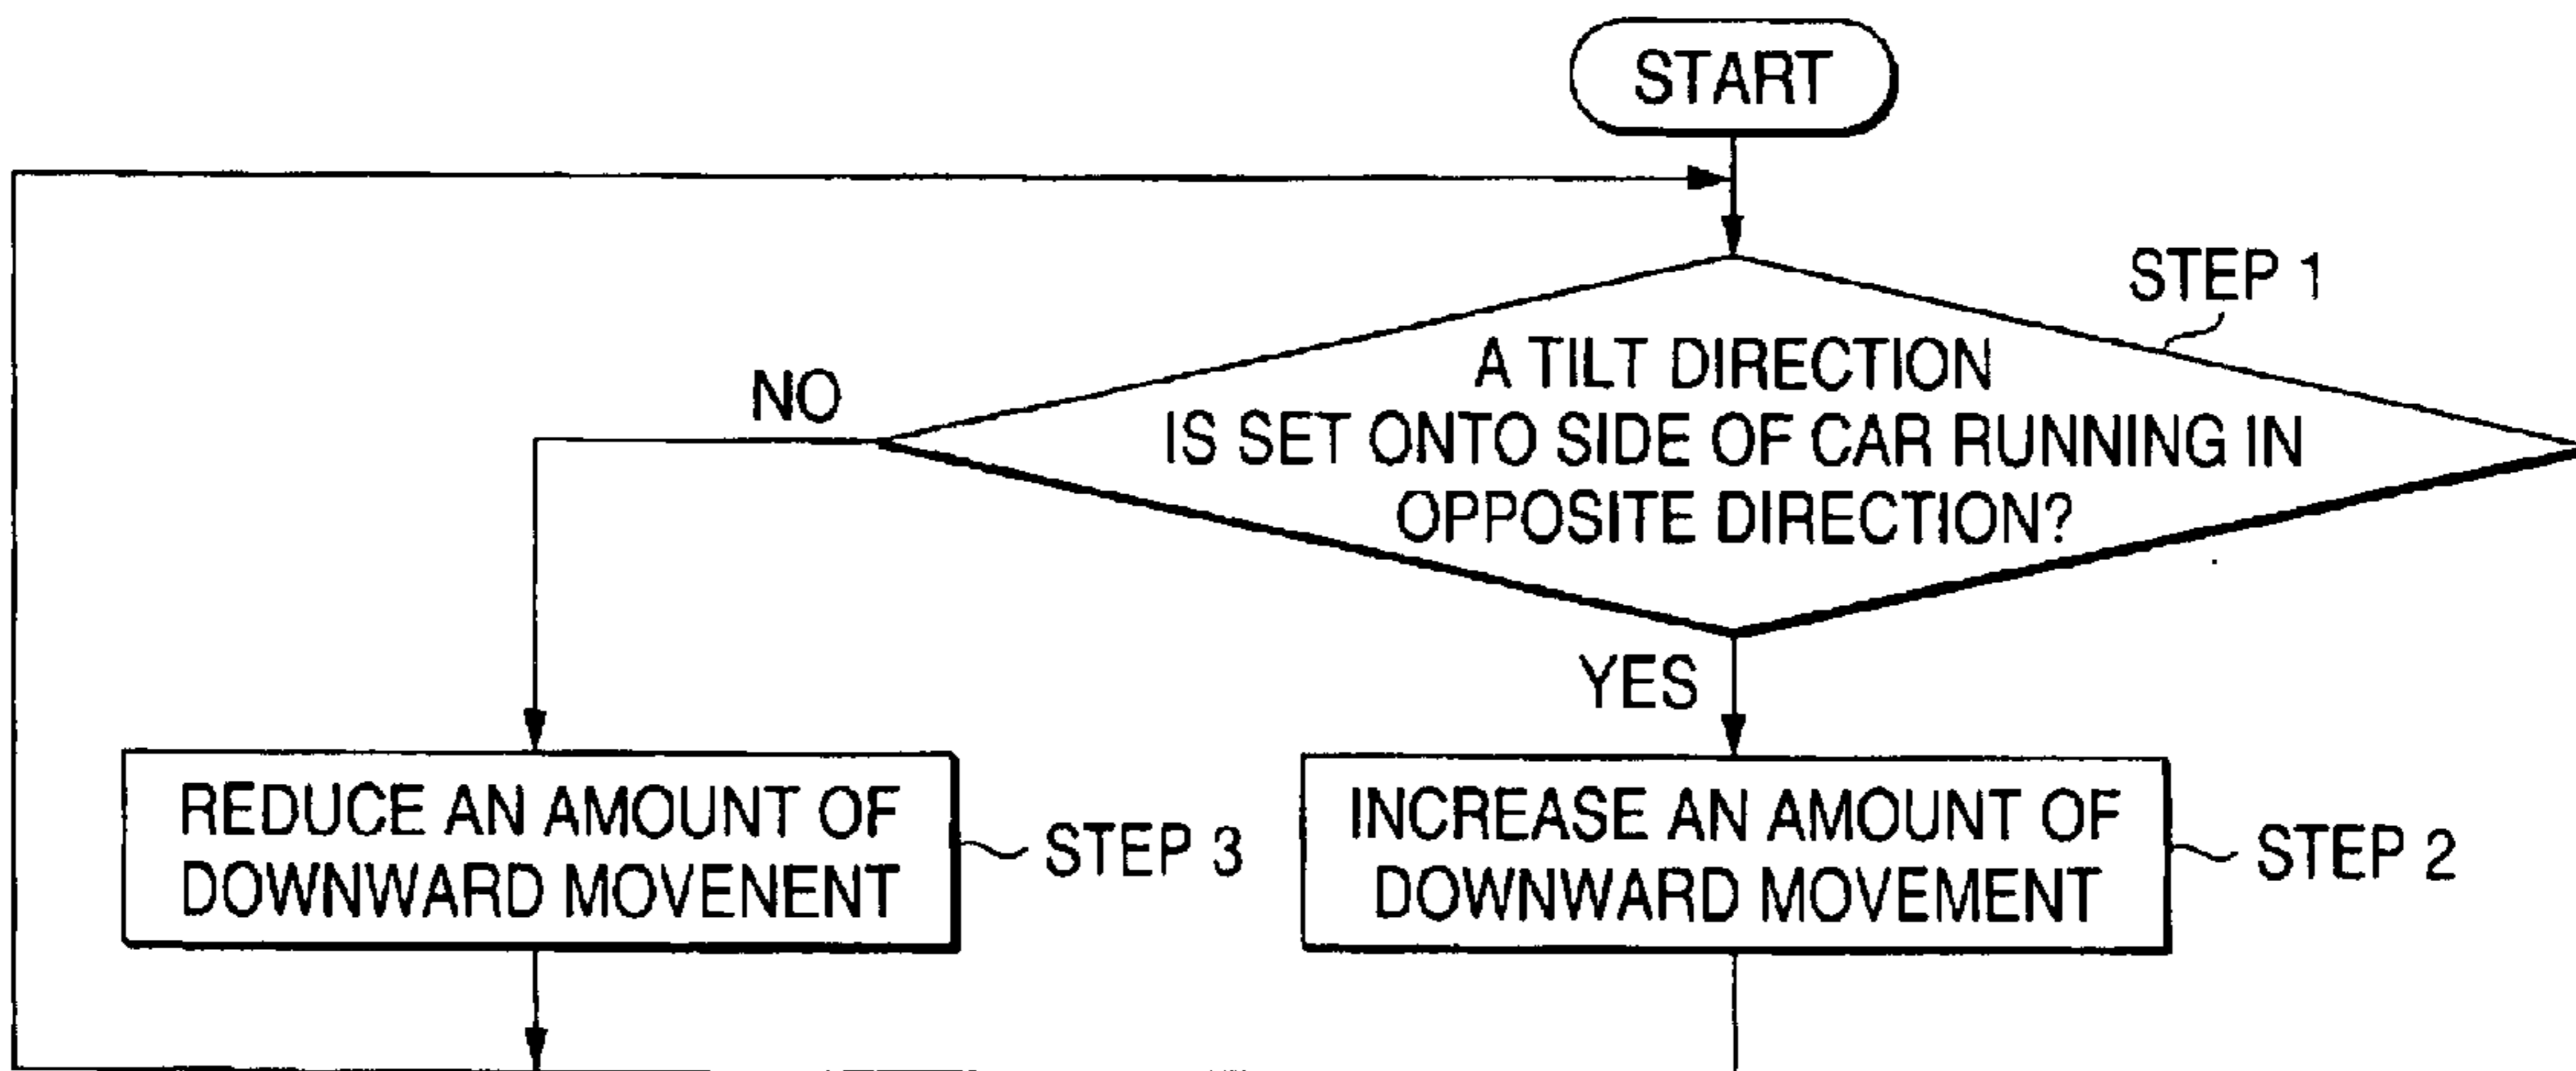 START
STEP 1
A TILT DIRECTION
IS SET ONTO SIDE OF CAR RUNNING IN
OPPOSITE DIRECTION?
NO
YES
REDUCE AN AMOUNT OF
DOWNWARD MOVENENT
STEP 3
INCREASE AN AMOUNT OF
DOWNWARD MOVEMENT
STEP 2